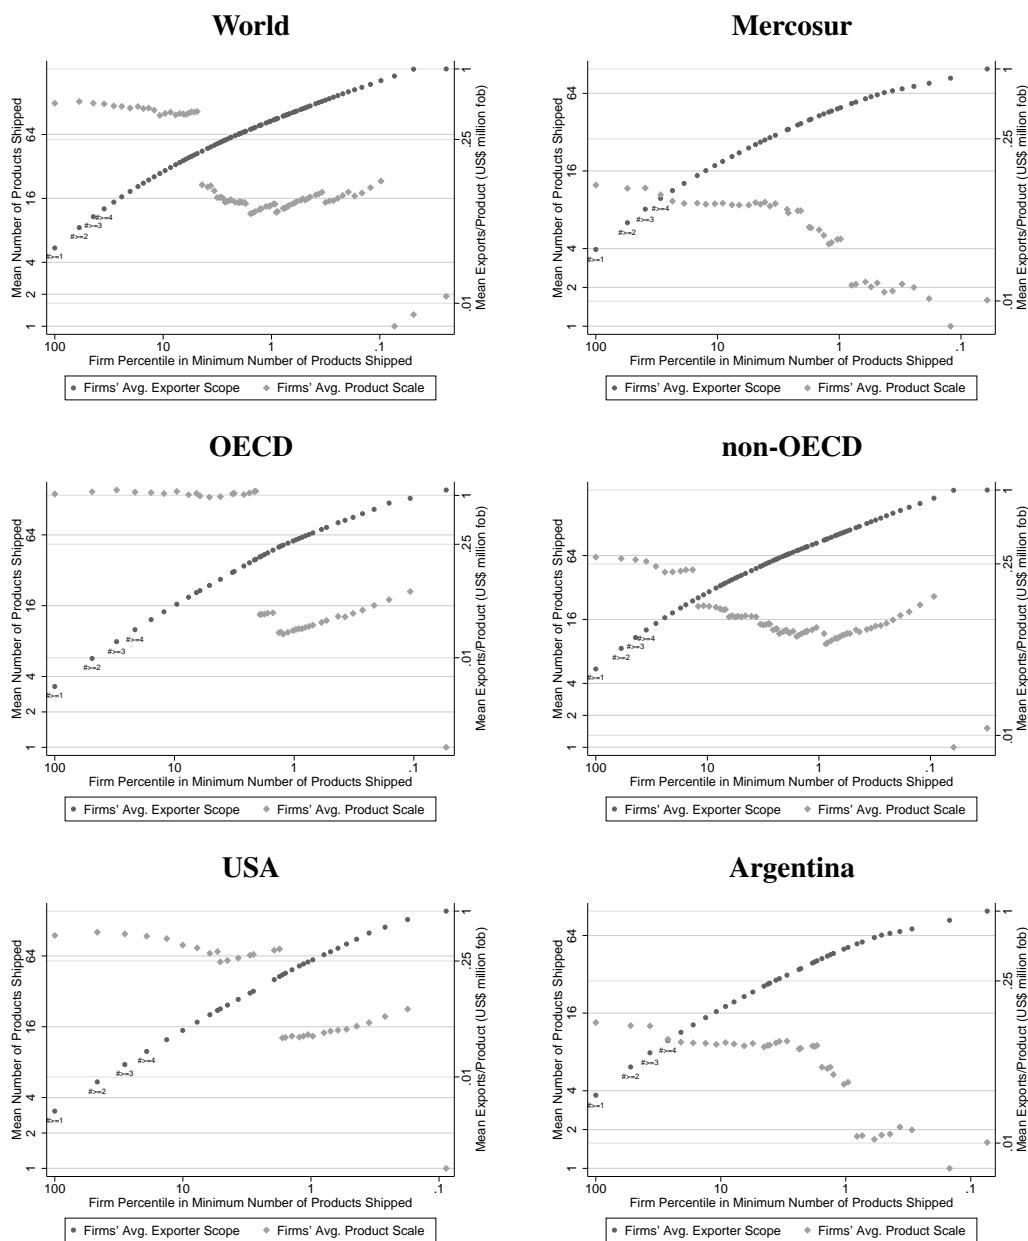 World
Mean Number of Products Shipped
64
16
4
2
1
1
.25
.01
Mean Exports/Product (US$ million fob)
#>=1
#>=2
#>=3
#>=4
100
10
1
.1
Firm Percentile in Minimum Number of Products Shipped
Firms' Avg. Exporter Scope
Firms' Avg. Product Scale
Mercosur
Mean Number of Products Shipped
64
16
4
2
1
1
.25
.01
Mean Exports/Product (US$ million fob)
#>=1
#>=2
#>=3
#>=4
100
10
1
.1
Firm Percentile in Minimum Number of Products Shipped
Firms' Avg. Exporter Scope
Firms' Avg. Product Scale
OECD
Mean Number of Products Shipped
64
16
4
2
1
1
.25
.01
Mean Exports/Product (US$ million fob)
#>=1
#>=2
#>=3
#>=4
100
10
1
.1
Firm Percentile in Minimum Number of Products Shipped
Firms' Avg. Exporter Scope
Firms' Avg. Product Scale
non-OECD
Mean Number of Products Shipped
64
16
4
2
1
1
.25
.01
Mean Exports/Product (US$ million fob)
#>=1
#>=2
#>=3
#>=4
100
10
1
.1
Firm Percentile in Minimum Number of Products Shipped
Firms' Avg. Exporter Scope
Firms' Avg. Product Scale
USA
Mean Number of Products Shipped
64
16
4
2
1
1
.25
.01
Mean Exports/Product (US$ million fob)
#>=1
#>=2
#>=3
#>=4
100
10
1
.1
Firm Percentile in Minimum Number of Products Shipped
Firms' Avg. Exporter Scope
Firms' Avg. Product Scale
Argentina
Mean Number of Products Shipped
64
16
4
2
1
1
.25
.01
Mean Exports/Product (US$ million fob)
#>=1
#>=2
#>=3
#>=4
100
10
1
.1
Firm Percentile in Minimum Number of Products Shipped
Firms' Avg. Exporter Scope
Firms' Avg. Product Scale